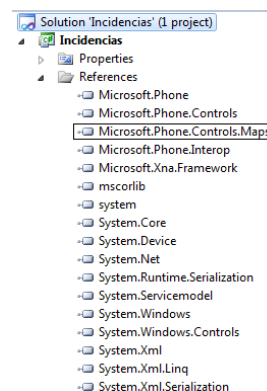 Solution 'Incidencias' (1 project)
Incidencias
Properties
References
Microsoft.Phone
Microsoft.Phone.Controls
Microsoft.Phone.Controls.Maps
Microsoft.Phone.Interop
Microsoft.Xna.Framework
mscorlib
system
System.Core
System.Device
System.Net
System.Runtime.Serialization
System.Servicemodel
System.Windows
System.Windows.Controls
System.Xml
System.Xml.Linq
System.Xml.Serialization